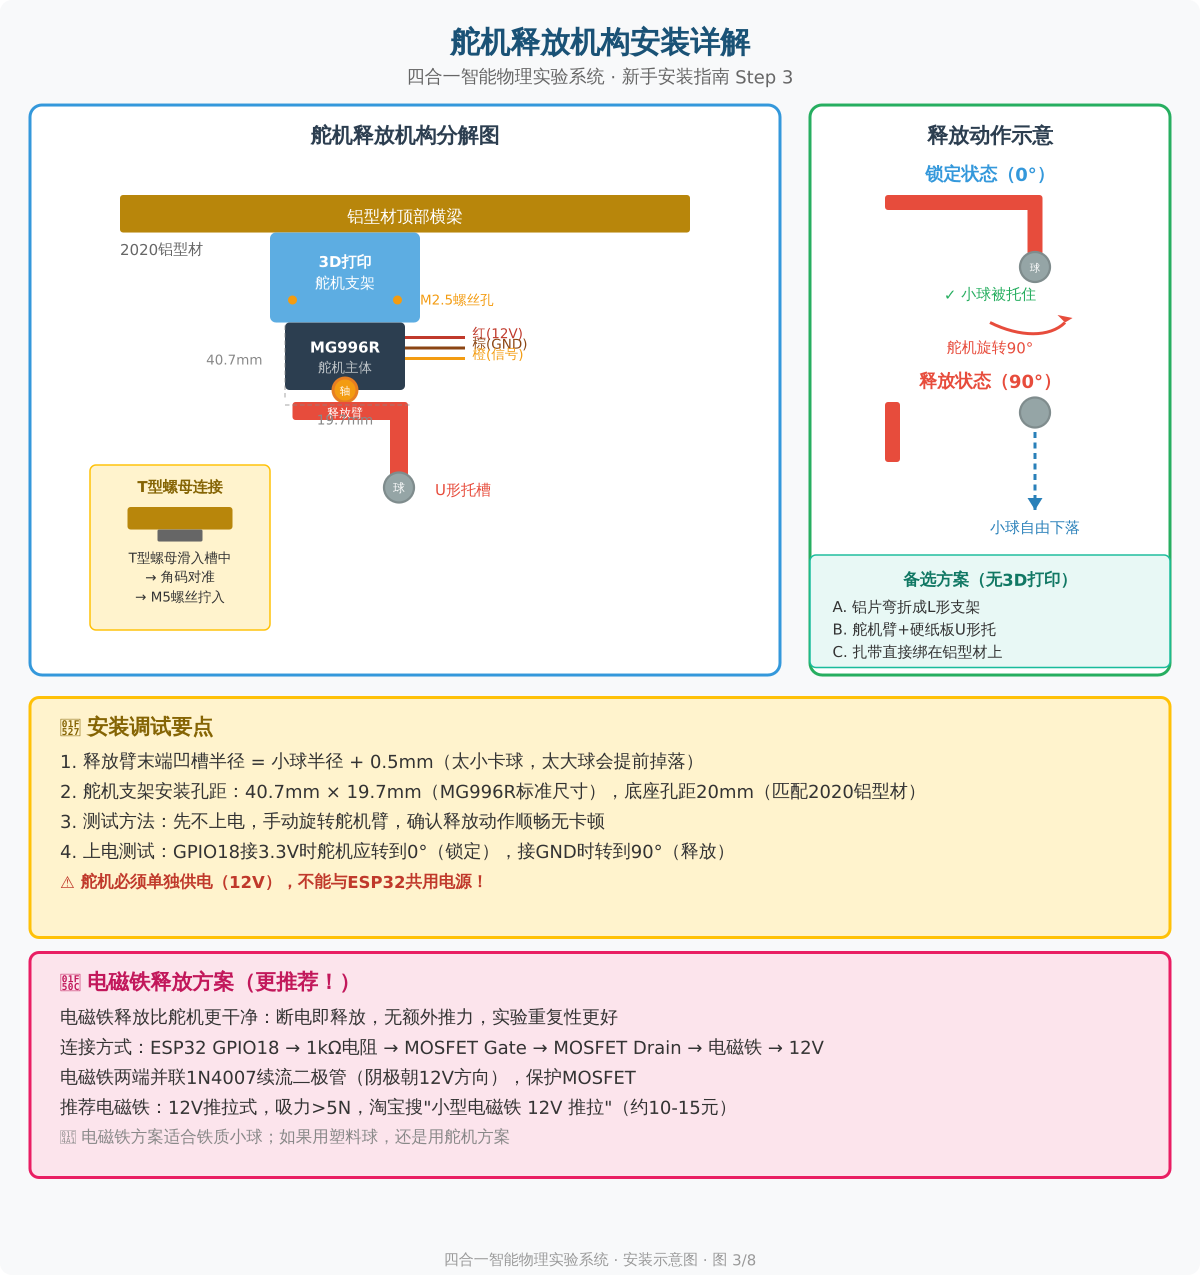 舵机释放机构安装详解
四合一智能物理实验系统 · 新手安装指南 Step 3
舵机释放机构分解图
铝型材顶部横梁
2020铝型材
3D打印
舵机支架
M2.5螺丝孔
MG996R
舵机主体
红(12V)
棕(GND)
橙(信号)
40.7mm
轴
释放臂
19.7mm
球
U形托槽
T型螺母连接
T型螺母滑入槽中
→ 角码对准
→ M5螺丝拧入
释放动作示意
锁定状态（0°）
球
✓ 小球被托住
舵机旋转90°
释放状态（90°）
小球自由下落
备选方案（无3D打印）
A. 铝片弯折成L形支架
B. 舵机臂+硬纸板U形托
C. 扎带直接绑在铝型材上
安装调试要点
1. 释放臂末端凹槽半径 = 小球半径 + 0.5mm（太小卡球，太大球会提前掉落）
2. 舵机支架安装孔距：40.7mm × 19.7mm（MG996R标准尺寸），底座孔距20mm（匹配2020铝型材）
3. 测试方法：先不上电，手动旋转舵机臂，确认释放动作顺畅无卡顿
4. 上电测试：GPIO18接3.3V时舵机应转到0°（锁定），接GND时转到90°（释放）
⚠ 舵机必须单独供电（12V），不能与ESP32共用电源！
电磁铁释放方案（更推荐！）
电磁铁释放比舵机更干净：断电即释放，无额外推力，实验重复性更好
连接方式：ESP32 GPIO18 → 1kΩ电阻 → MOSFET Gate → MOSFET Drain → 电磁铁 → 12V
电磁铁两端并联1N4007续流二极管（阴极朝12V方向），保护MOSFET
推荐电磁铁：12V推拉式，吸力>5N，淘宝搜"小型电磁铁 12V 推拉"（约10-15元）
电磁铁方案适合铁质小球；如果用塑料球，还是用舵机方案
四合一智能物理实验系统 · 安装示意图 · 图 3/8